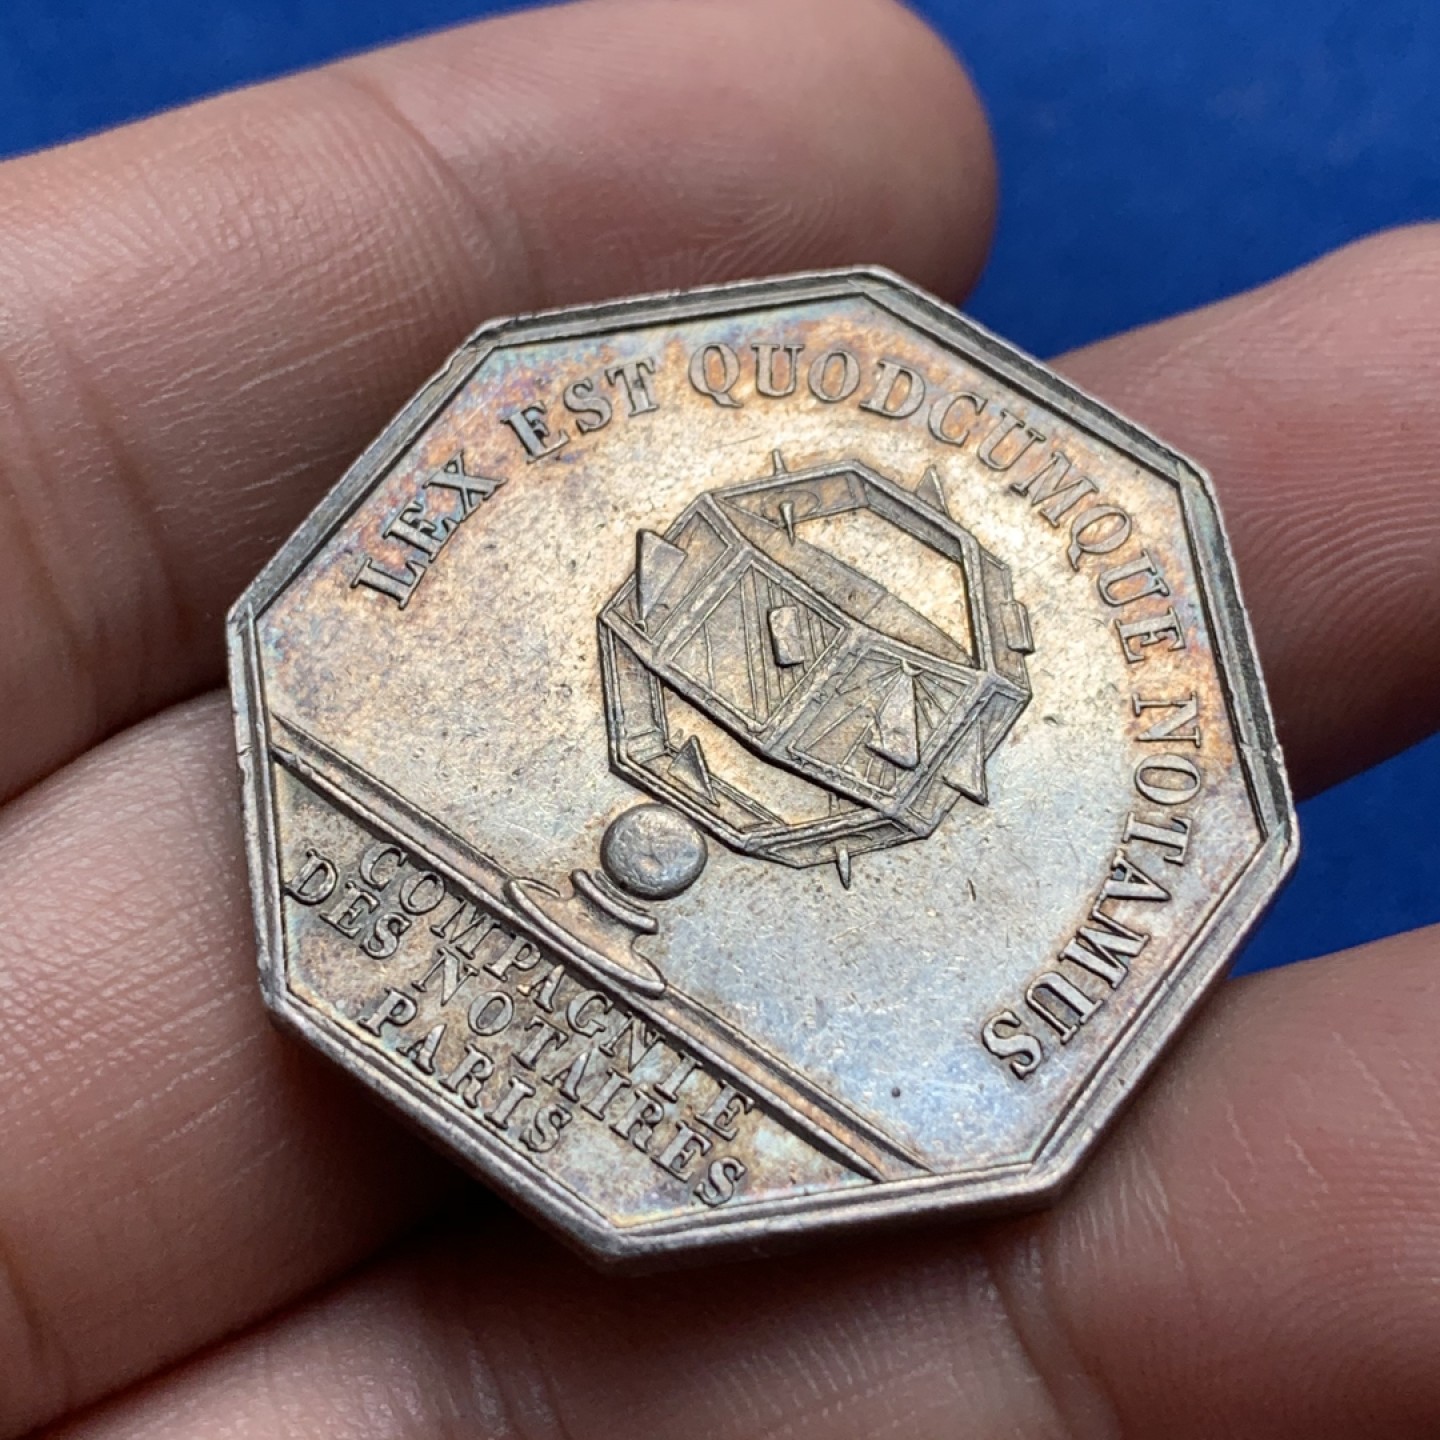 LEX EST QUODCUMQUE NOTAMUS
COMPAGNIE
DES NOTAIRES
PARIS